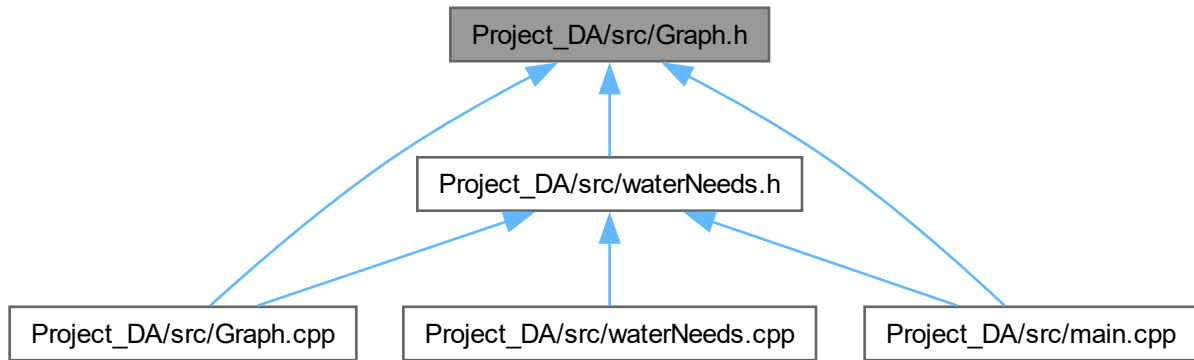 Project_DA/src/Graph.h
Project_DA/src/waterNeeds.h
Project_DA/src/Graph.cpp
Project_DA/src/waterNeeds.cpp
Project_DA/src/main.cpp